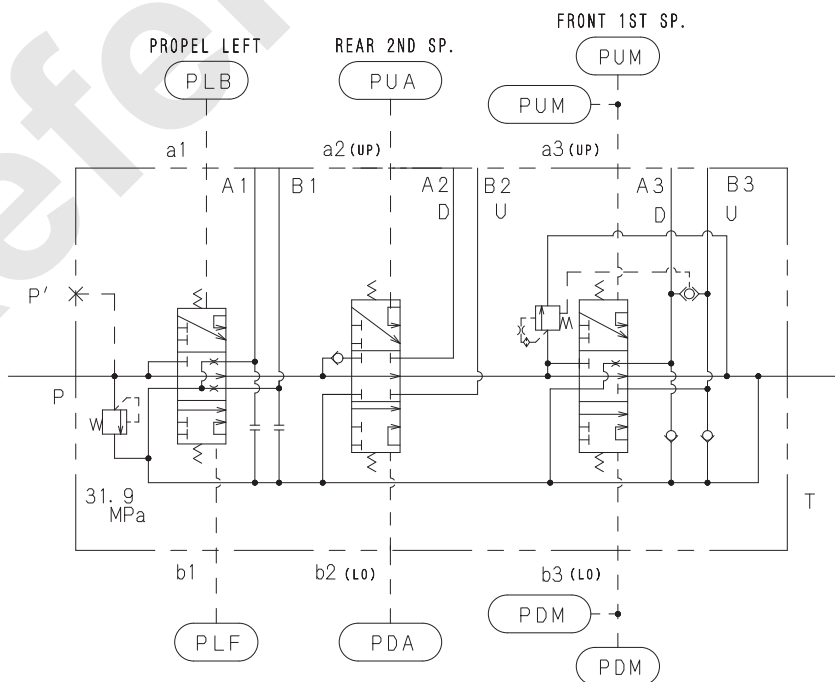 FRONT 1ST SP.
PROPEL LEFT
REAR 2ND SP.
PUM
PLB
PUA
PUM
a1
a2 (UP)
a3 (UP)
A1
B1
A2
B2
A3
B3
D
U
D
U
P'
P
31.9
MPa
T
b1
b2 (LO)
b3 (LO)
PDM
PLF
PDA
PDM